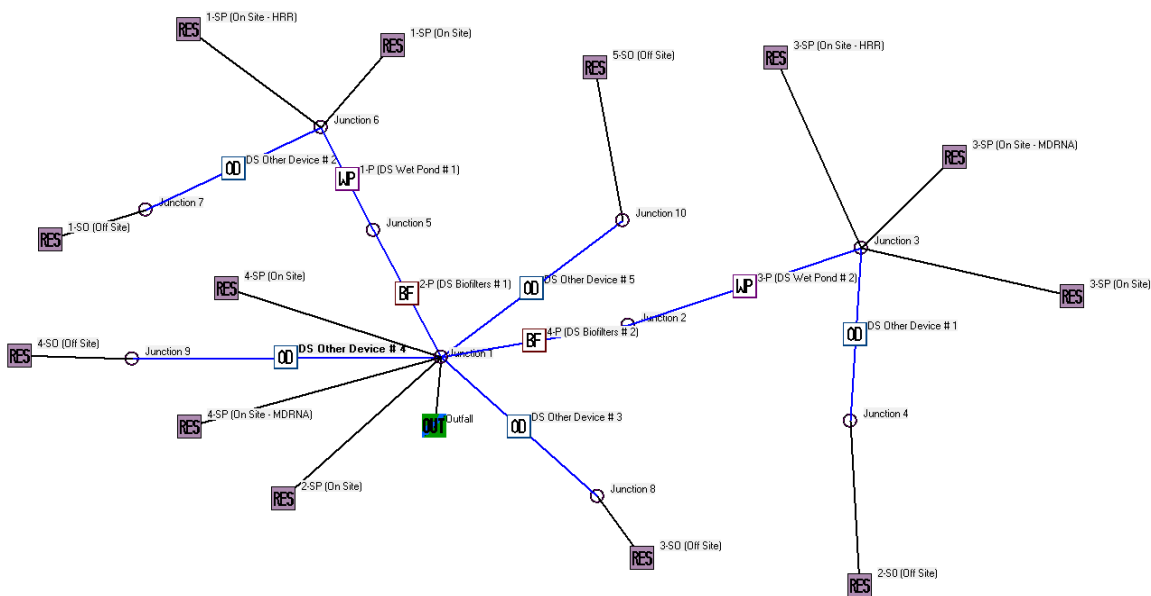 RES 1-SP (On Site - HRR)
RES 1-SP (On Site)
RES 3-SP (On Site - HRR)
RES 5-SO (Off Site)
Junction 6
RES 3-SP (On Site - MDRNA)
OD DS Other Device # 2
WP 1-P (DS Wet Pond # 1)
Junction 7
Junction 5
Junction 10
RES 1-SO (Off Site)
Junction 3
RES 4-SP (On Site)
BF 2-P (DS Biofilters # 1)
OD DS Other Device # 5
WP 3-P (DS Wet Pond # 2)
RES 3-SP (On Site)
Junction 2
OD DS Other Device # 1
BF 4-P (DS Biofilters # 2)
RES 4-SO (Off Site)
Junction 9
OD DS Other Device # 4
Junction 1
RES 4-SP (On Site - MDRNA)
OUT Outfall
OD DS Other Device # 3
Junction 4
RES 2-SP (On Site)
Junction 8
RES 3-SO (Off Site)
RES 2-SO (Off Site)